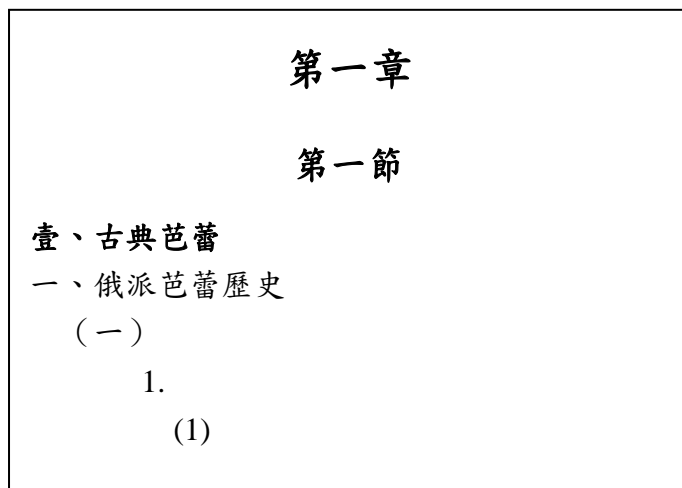 第一章
第一節
壹、古典芭蕾
一、俄派芭蕾歷史
（一）
1.
(1)